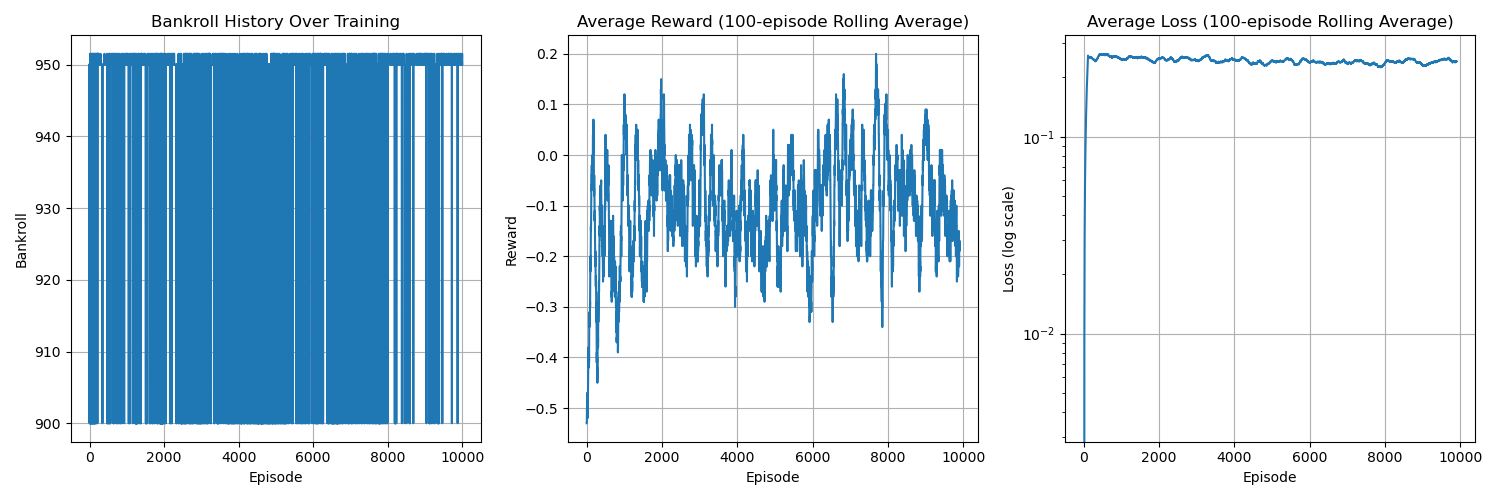 Bankroll History Over Training
950
940
930
920
910
900
Bankroll
0 2000 4000 6000 8000 10000
Episode
Average Reward (100-episode Rolling Average)
0.2
0.1
0.0
−0.1
−0.2
−0.3
−0.4
−0.5
Reward
0 2000 4000 6000 8000 10000
Episode
Average Loss (100-episode Rolling Average)
10⁻¹
10⁻²
Loss (log scale)
0 2000 4000 6000 8000 10000
Episode